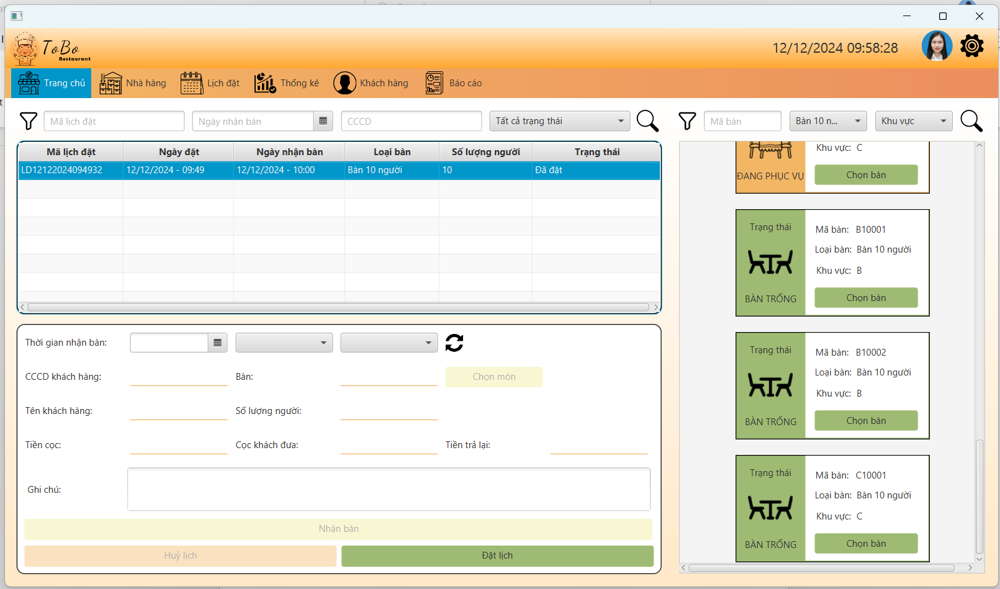 ToBo
Restaurant
12/12/2024 09:58:28
Trang chủ
Nhà hàng
Lịch đặt
Thống kê
Khách hàng
Báo cáo
Mã lịch đặt
Ngày nhận bàn
CCCD
Tất cả trạng thái
Mã bàn
Bàn 10 n...
Khu vực
Mã lịch đặt Ngày đặt Ngày nhận bàn Loại bàn Số lượng người Trạng thái
LD12122024094932 12/12/2024 - 09:49 12/12/2024 - 10:00 Bàn 10 người 10 Đã đặt
Thời gian nhận bàn:
CCCD khách hàng:
Bàn:
Chọn món
Tên khách hàng:
Số lượng người:
Tiền cọc:
Cọc khách đưa:
Tiền trả lại:
Ghi chú:
Nhận bàn
Huỷ lịch
Đặt lịch
Khu vực: C
ĐANG PHỤC VỤ
Chọn bàn
Trạng thái
Mã bàn: B10001
Loại bàn: Bàn 10 người
Khu vực: B
BÀN TRỐNG
Chọn bàn
Trạng thái
Mã bàn: B10002
Loại bàn: Bàn 10 người
Khu vực: B
BÀN TRỐNG
Chọn bàn
Trạng thái
Mã bàn: C10001
Loại bàn: Bàn 10 người
Khu vực: C
BÀN TRỐNG
Chọn bàn